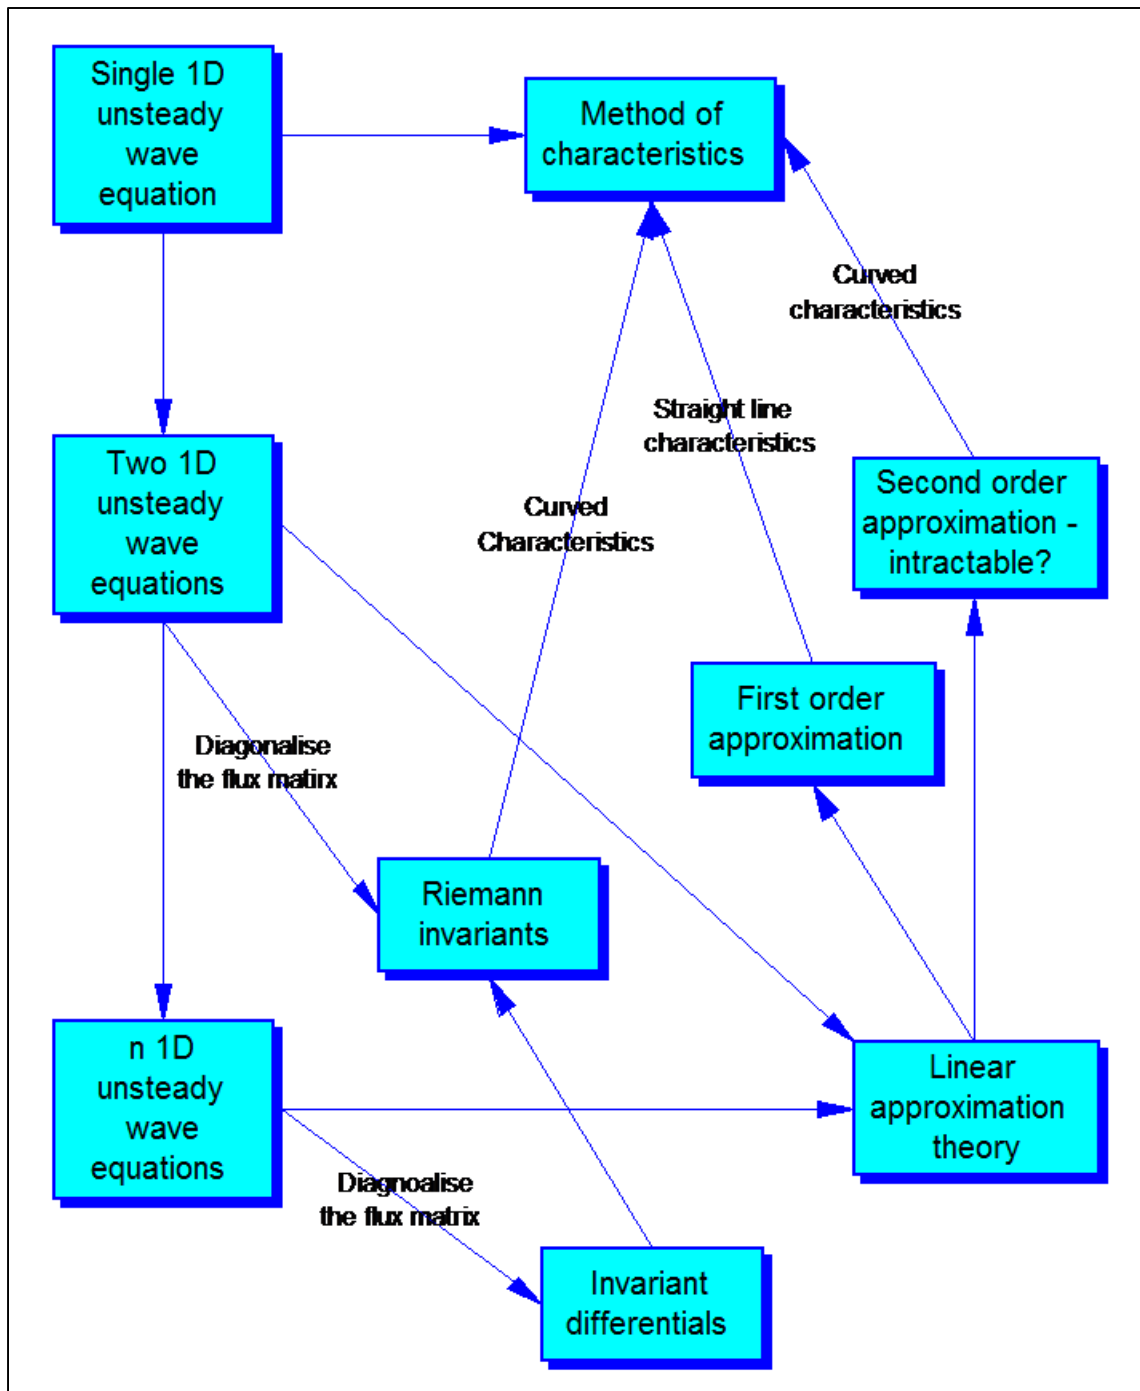 Single 1D
unsteady
wave
equation
Method of
characteristics
Curved
characteristics
Straight line
characteristics
Two 1D
unsteady
wave
equations
Curved
Characteristics
Second order
approximation -
intractable?
First order
approximation
Diagonalise
the flux matirx
Riemann
invariants
n 1D
unsteady
wave
equations
Linear
approximation
theory
Diagnoalise
the flux matrix
Invariant
differentials